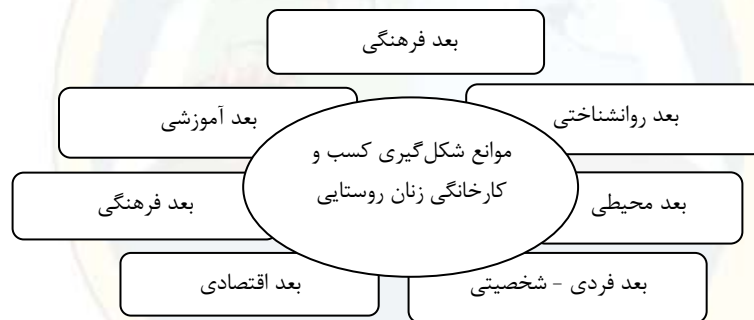 بعد فرهنگی
بعد روانشناختی
بعد آموزشی
موانع شکل‌گیری کسب و
کارخانگی زنان روستایی
بعد محیطی
بعد فرهنگی
بعد فردی - شخصیتی
بعد اقتصادی